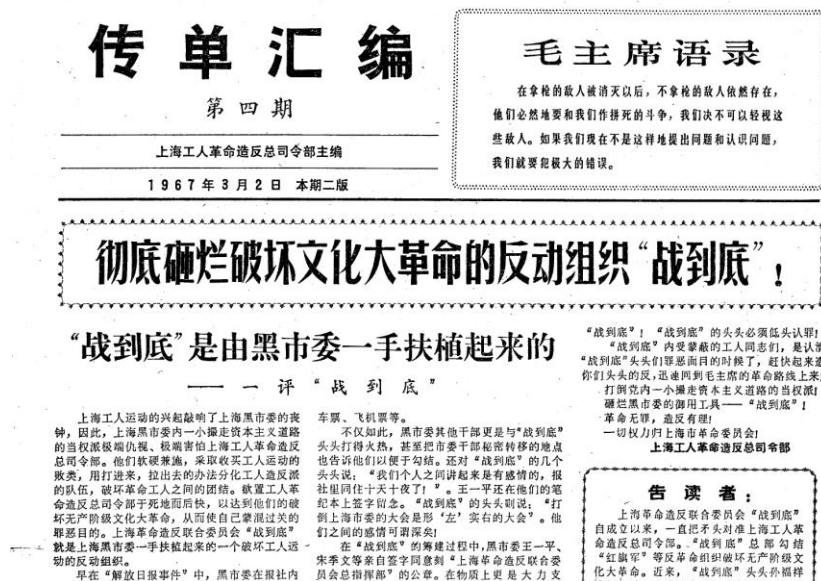 传单汇编
第四期
上海工人革命造反总司令部主编
1967年3月2日 本期二版
毛主席语录
在拿枪的敌人被消灭以后，不拿枪的敌人依然存在，
他们必然地要和我们作拼死的斗争，我们决不可以轻视这
些敌人。如果我们现在不是这样地提出问题和认识问题，
我们就要犯极大的错误。
彻底砸烂破坏文化大革命的反动组织“战到底”！
“战到底”是由黑市委一手扶植起来的
——一评“战到底”
上海工人运动的兴起敲响了上海黑市委的丧
钟，因此，上海黑市委内一小撮走资本主义道路
的当权派极端仇视、极端害怕上海工人革命造反
总司令部。他们软硬兼施，采取收买工人运动的
败类，用打进来，拉出去的办法分化工人造反派
的队伍，破坏革命工人之间的团结。欲置工人革
命造反总司令部于死地而后快，以达到他们的破
坏无产阶级文化大革命，从而使自己蒙混过关的
罪恶目的。上海革命造反联合委员会“战到底”
就是上海黑市委一手扶植起来的一个破坏工人运
动的反动组织。
早在“解放日报事件”中，黑市委在报社内
车票、飞机票等。
不仅如此，黑市委其他干部更是与“战到底”
头头打得火热，甚至把市委干部秘密转移的地点
也告诉他们以便于勾结。还对“战到底”的几个
头头说：“我们个人之间讲起来是有感情的，报
社里同住十天十夜了！”。王一平还在他们的笔
纪本上签字留念。“战到底”的头头则说：“打
倒上海市委的大会是形‘左’实右的大会”。他
们之间的感情可谓深矣！
在“战到底”的筹建过程中，黑市委王一平、
宋季文等亲自签字同意刻“上海革命造反联合委
员会总指挥部”的公章。在物质上更是大力支
“战到底”！“战到底”的头头必须低头认罪！
“战到底”内受蒙蔽的工人同志们，是认清
“战到底”头头们罪恶面目的时候了，赶快起来造
你们头头的反，迅速回到毛主席的革命路线上来
打倒党内一小撮走资本主义道路的当权派！
砸烂黑市委的御用工具——“战到底”！
革命无罪，造反有理！
一切权力归上海市革命委员会！
上海工人革命造反总司令部
告读者：
上海革命造反联合委员会“战到底”
自成立以来，一直把矛头对准上海工人革
命造反总司令部。“战到底”总部勾结
“红旗军”等反革命组织破坏无产阶级文
化大革命。近来，“战到底”头头孙福祥